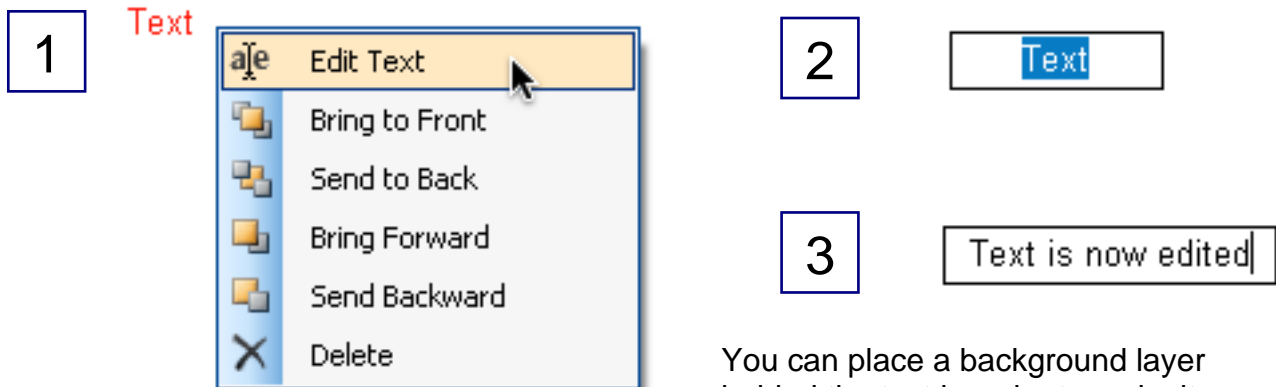 1
Text
Edit Text
Bring to Front
Send to Back
Bring Forward
Send Backward
Delete
2
Text
3
Text is now edited
You can place a background layer